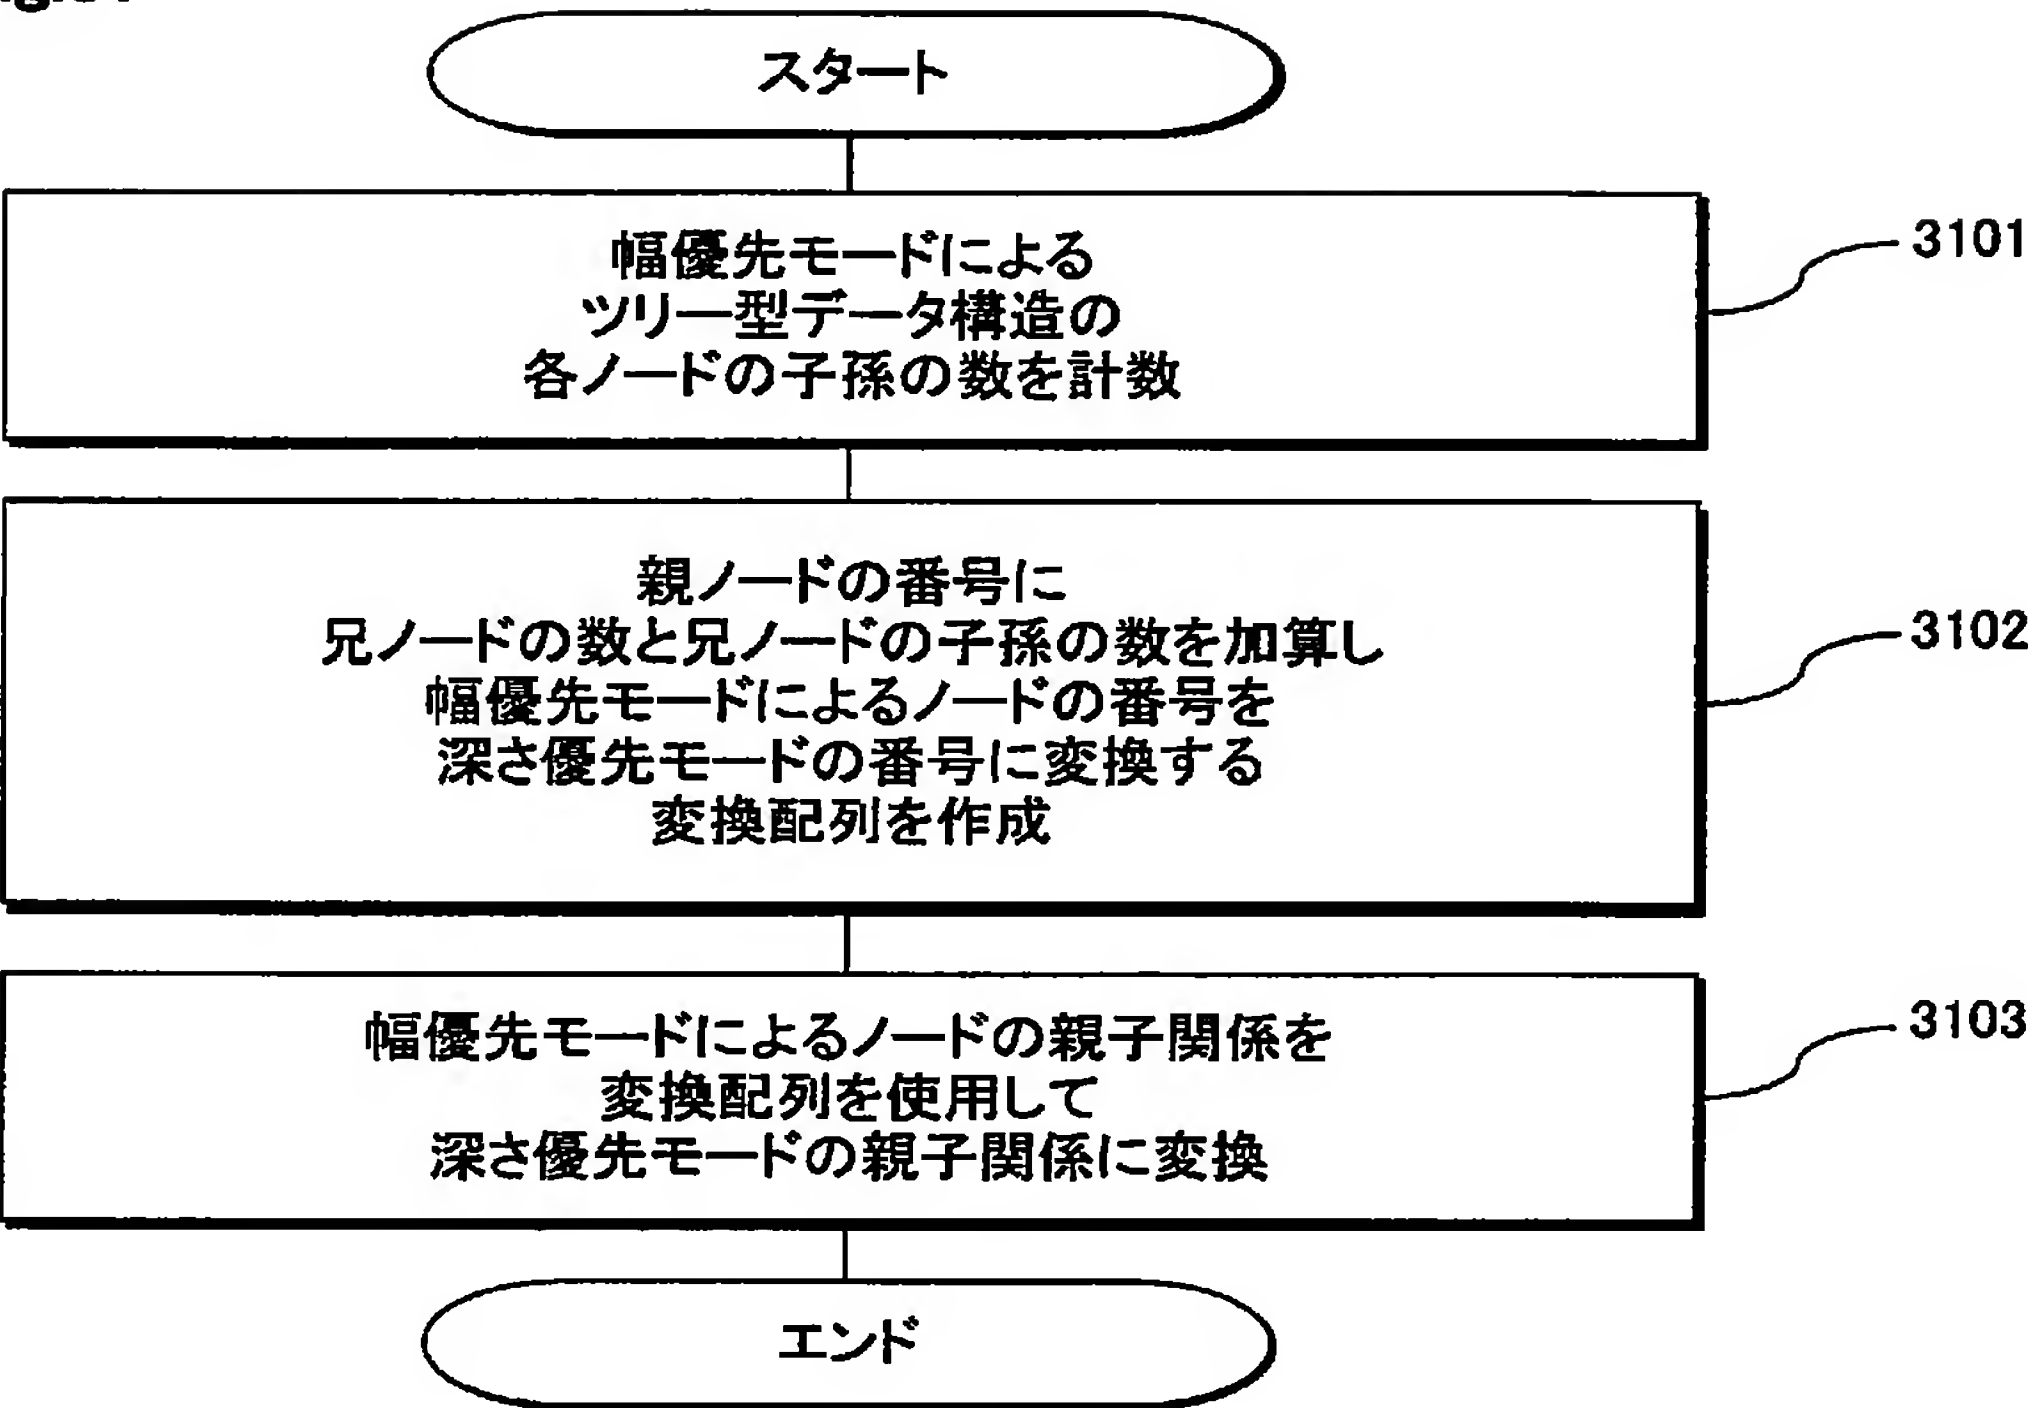 スタート
幅優先モードによる
ツリー型データ構造の
各ノードの子孫の数を計数
3101
親ノードの番号に
兄ノードの数と兄ノードの子孫の数を加算し
幅優先モードによるノードの番号を
深さ優先モードの番号に変換する
変換配列を作成
3102
幅優先モードによるノードの親子関係を
変換配列を使用して
深さ優先モードの親子関係に変換
3103
エンド